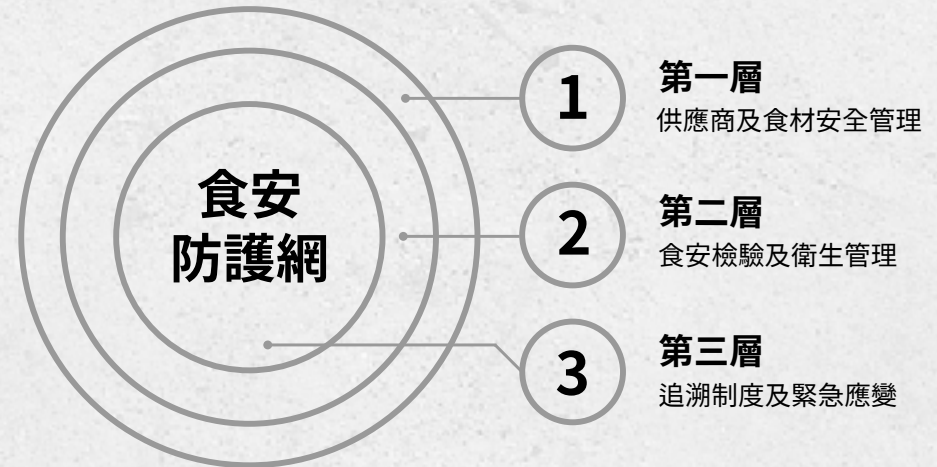 食安
防護網
1
第一層
供應商及食材安全管理
2
第二層
食安檢驗及衛生管理
3
第三層
追溯制度及緊急應變